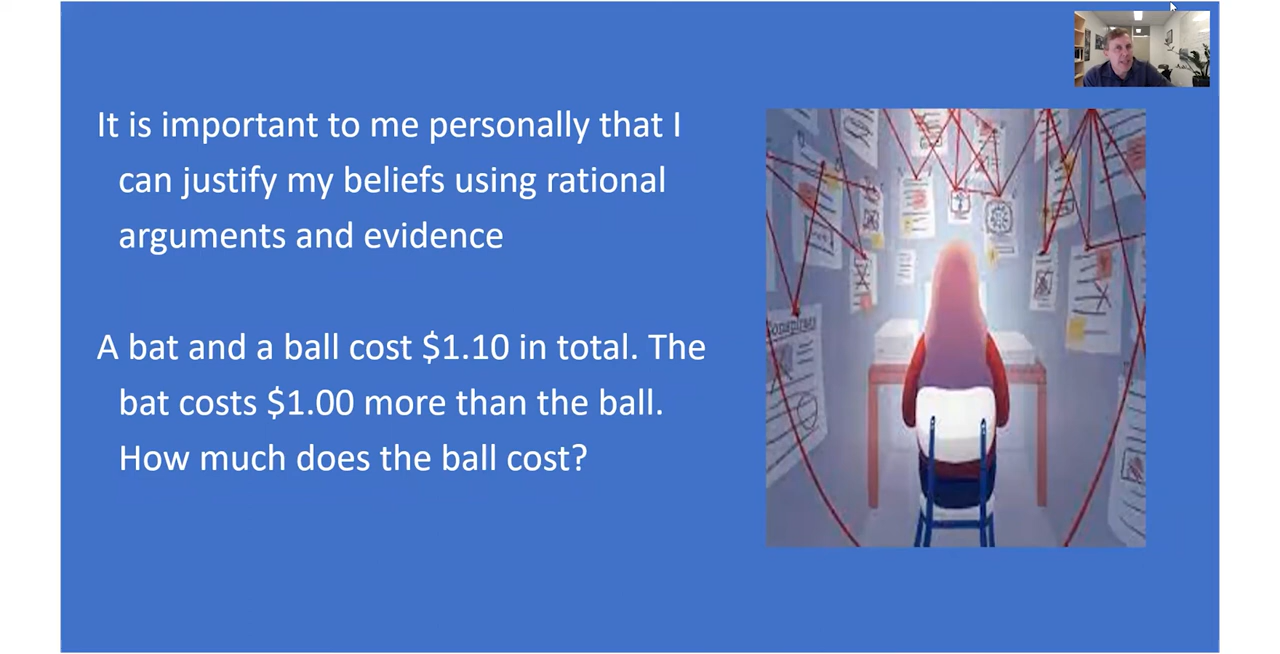 It is important to me personally that I
can justify my beliefs using rational
arguments and evidence
A bat and a ball cost $1.10 in total. The
bat costs $1.00 more than the ball.
How much does the ball cost?
Conspiracy